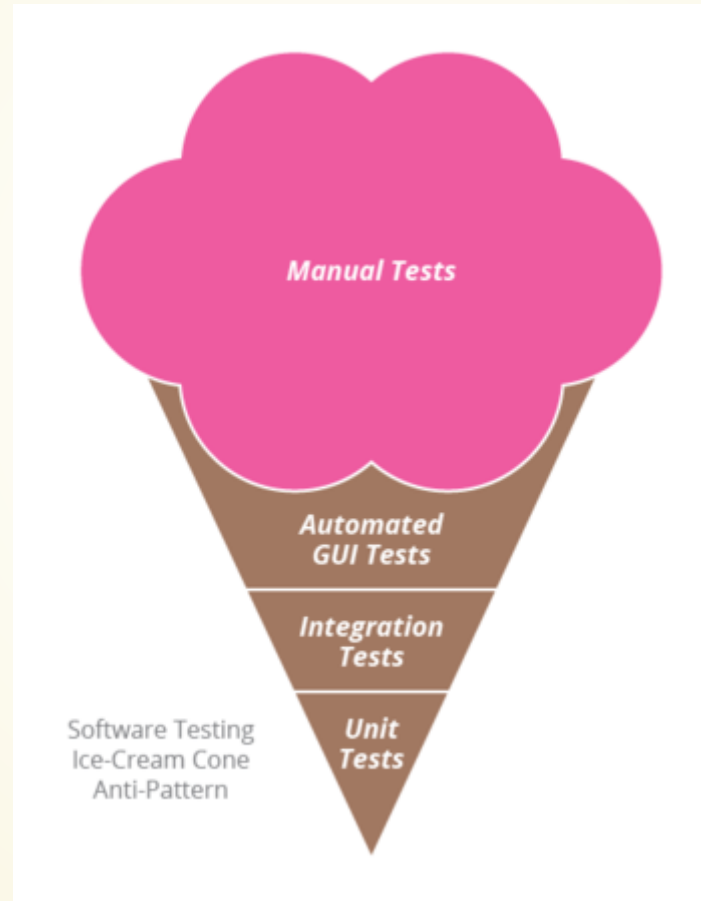 Manual Tests
Automated
GUI Tests
Integration
Tests
Unit
Tests
Software Testing
Ice-Cream Cone
Anti-Pattern